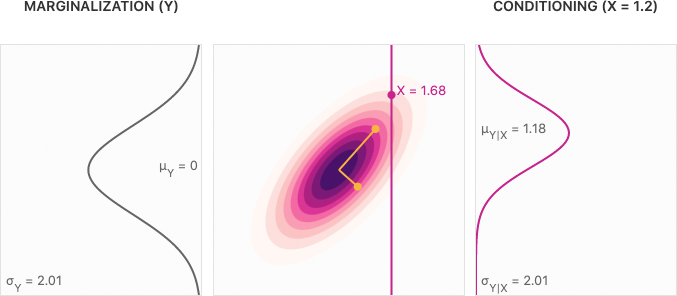 MARGINALIZATION (Y)
CONDITIONING (X = 1.2)
X = 1.68
μY|X = 1.18
μY = 0
σY = 2.01
σY|X = 2.01